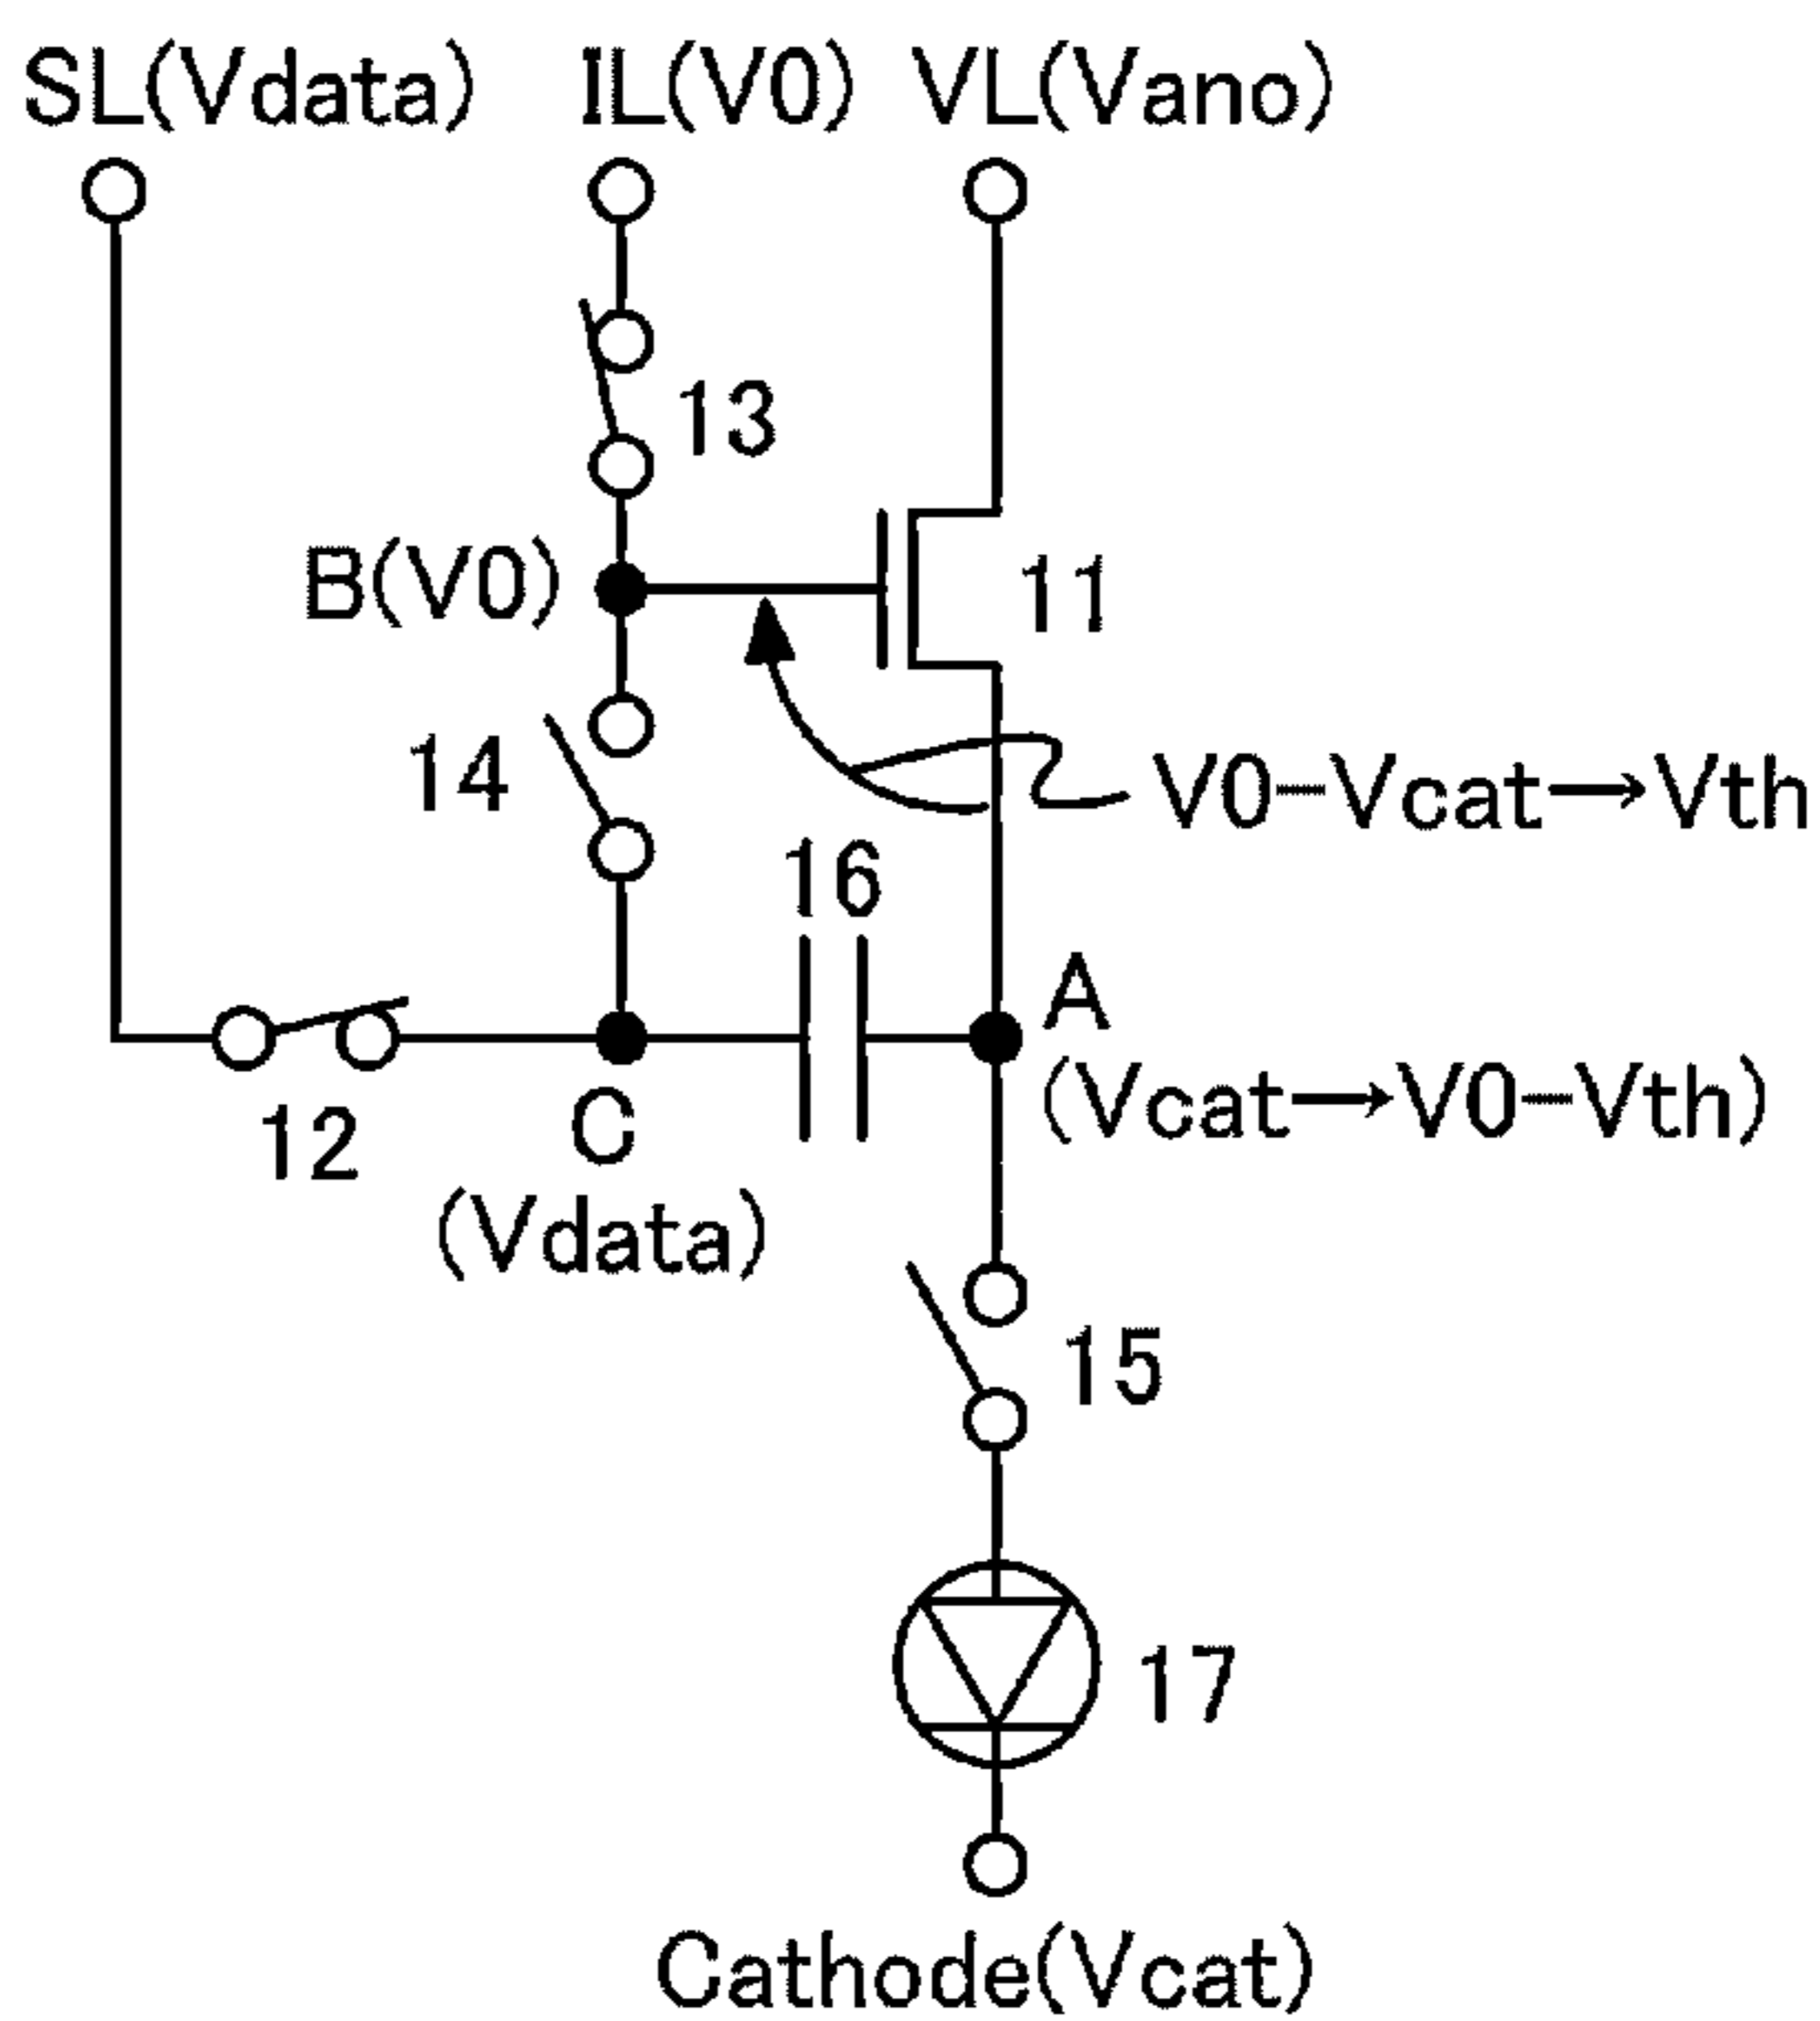 SL(Vdata) IL(V0) VL(Vano)
13
B(V0)
11
14
V0-Vcat→Vth
16
A
(Vcat→V0-Vth)
12
C
(Vdata)
15
17
Cathode(Vcat)